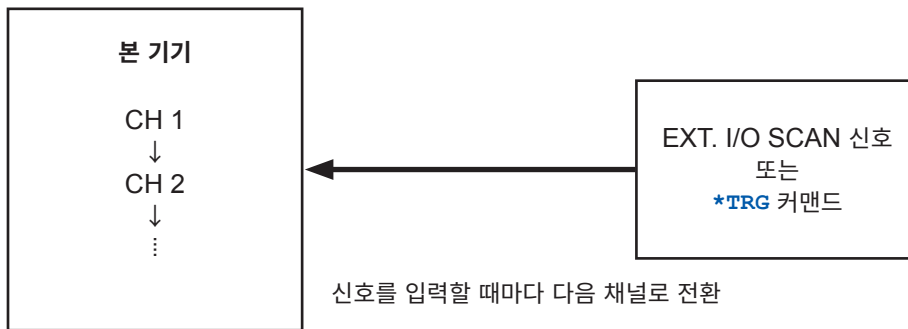 본 기기
CH 1
↓
CH 2
↓
⁞
EXT. I/O SCAN 신호
또는
*TRG 커맨드
신호를 입력할 때마다 다음 채널로 전환